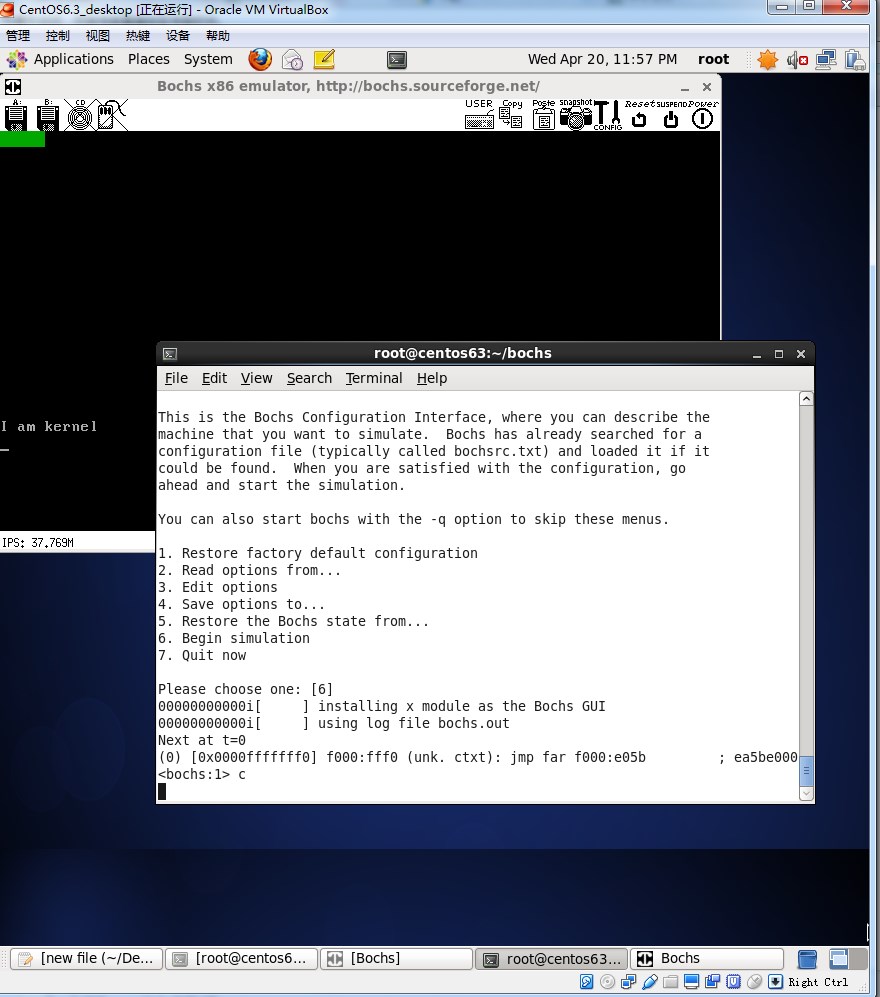 CentOS6.3_desktop [正在运行] - Oracle VM VirtualBox
管理 控制 视图 热键 设备 帮助
Applications Places System Wed Apr 20, 11:57 PM root
Bochs x86 emulator, http://bochs.sourceforge.net/
A: B: CD USER Copy Poste snapshot CONFIG Reset SUSPEND Power
I am kernel
IPS: 37.769M
root@centos63:~/bochs
File Edit View Search Terminal Help
This is the Bochs Configuration Interface, where you can describe the
machine that you want to simulate.  Bochs has already searched for a
configuration file (typically called bochsrc.txt) and loaded it if it
could be found.  When you are satisfied with the configuration, go
ahead and start the simulation.
You can also start bochs with the -q option to skip these menus.
1. Restore factory default configuration
2. Read options from...
3. Edit options
4. Save options to...
5. Restore the Bochs state from...
6. Begin simulation
7. Quit now
Please choose one: [6]
00000000000i[     ] installing x module as the Bochs GUI
00000000000i[     ] using log file bochs.out
Next at t=0
(0) [0x0000fffffff0] f000:fff0 (unk. ctxt): jmp far f000:e05b         ; ea5be000
<bochs:1> c
[new file (~/De... [root@centos6... [Bochs] root@centos63... Bochs
Right Ctrl